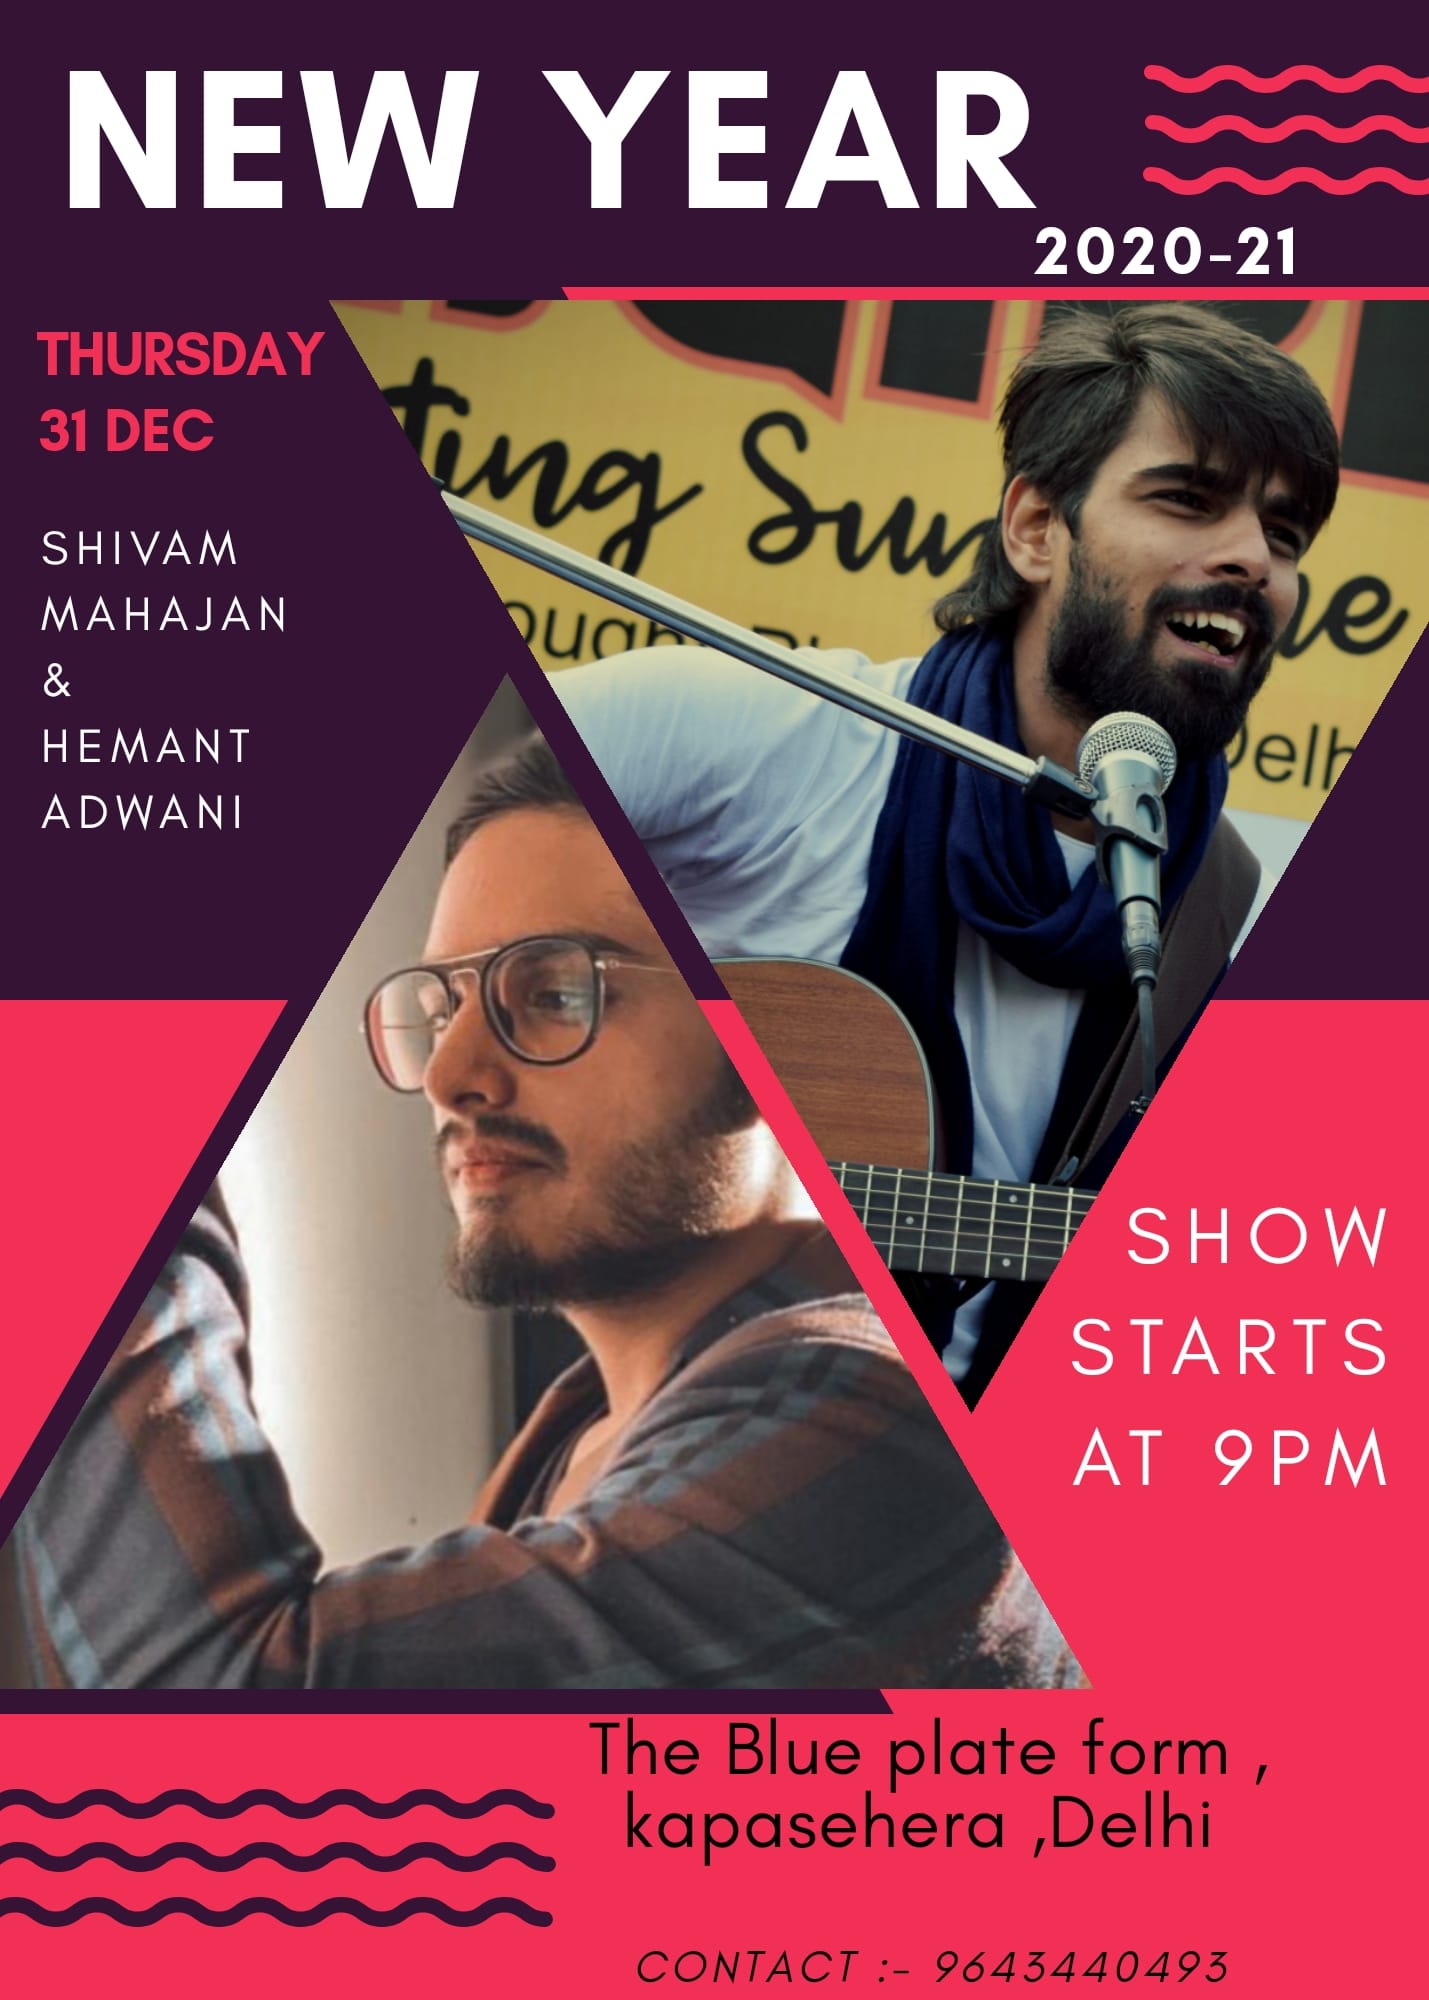 NEW YEAR
2020-21
THURSDAY
31 DEC
SHIVAM
MAHAJAN
&
HEMANT
ADWANI
ting
SHOW
STARTS
AT 9PM
The Blue plate form ,
kapasehera ,Delhi
CONTACT :- 9643440493